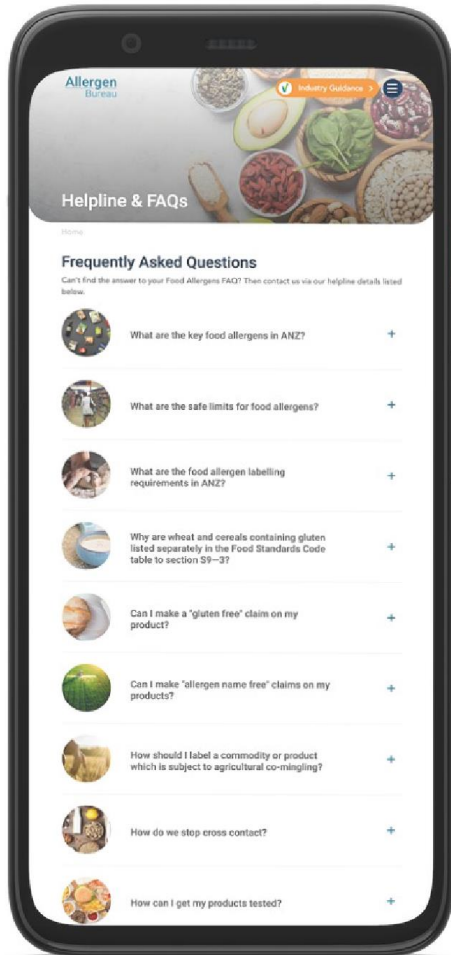 Allergen
Bureau
Industry Guidance >
Helpline & FAQs
Home
Frequently Asked Questions
Can't find the answer to your Food Allergens FAQ? Then contact us via our helpline details listed
below.
What are the key food allergens in ANZ?
+
What are the safe limits for food allergens?
+
What are the food allergen labelling
requirements in ANZ?
+
Why are wheat and cereals containing gluten
listed separately in the Food Standards Code
table to section S9—3?
+
Can I make a "gluten free" claim on my
product?
+
Can I make "allergen name free" claims on my
products?
+
How should I label a commodity or product
which is subject to agricultural co-mingling?
+
How do we stop cross contact?
+
How can I get my products tested?
+